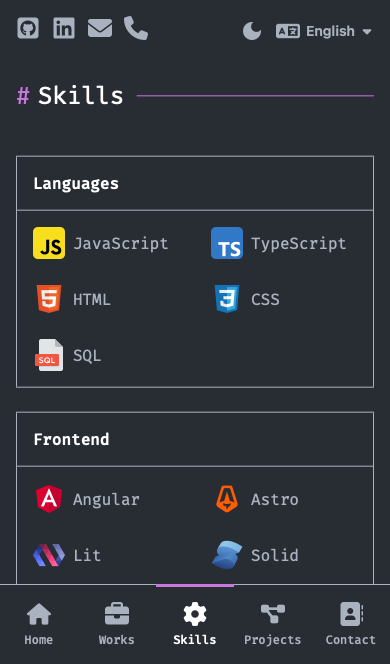 English
# Skills
Languages
JS JavaScript TS TypeScript
HTML CSS
SQL SQL
Frontend
Angular Astro
Lit Solid
Home Works Skills Projects Contact